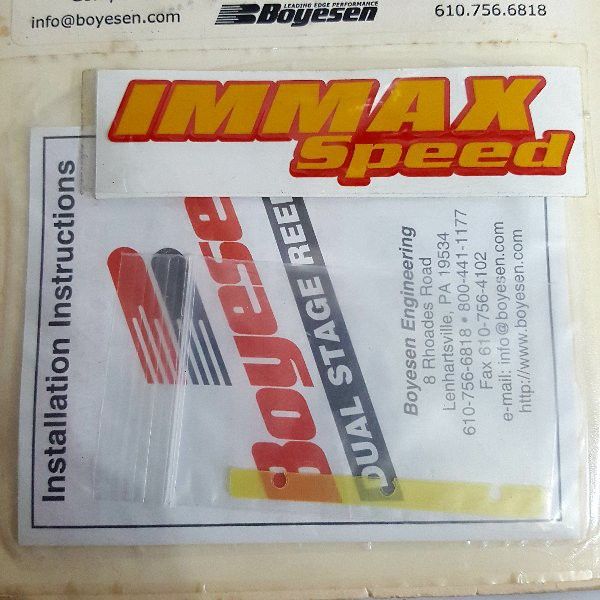 info@boyesen.com
LEADING EDGE PERFORMANCE
Boyesen
610.756.6818
IMMAX
Speed
Installation Instructions
Boyese
DUAL STAGE REE
Boyesen Engineering
8 Rhoades Road
Lenhartsville, PA 19534
610-756-6818 • 800-441-1177
Fax 610-756-4102
e-mail: info@boyesen.com
http://www.boyesen.com